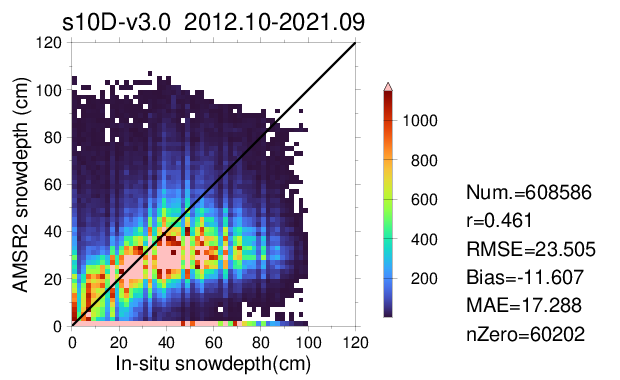 s10D-v3.0 2012.10-2021.09
120
100
80
60
40
20
0
AMSR2 snowdepth (cm)
0 20 40 60 80 100 120
In-situ snowdepth(cm)
1000
800
600
400
200
Num.=608586
r=0.461
RMSE=23.505
Bias=-11.607
MAE=17.288
nZero=60202